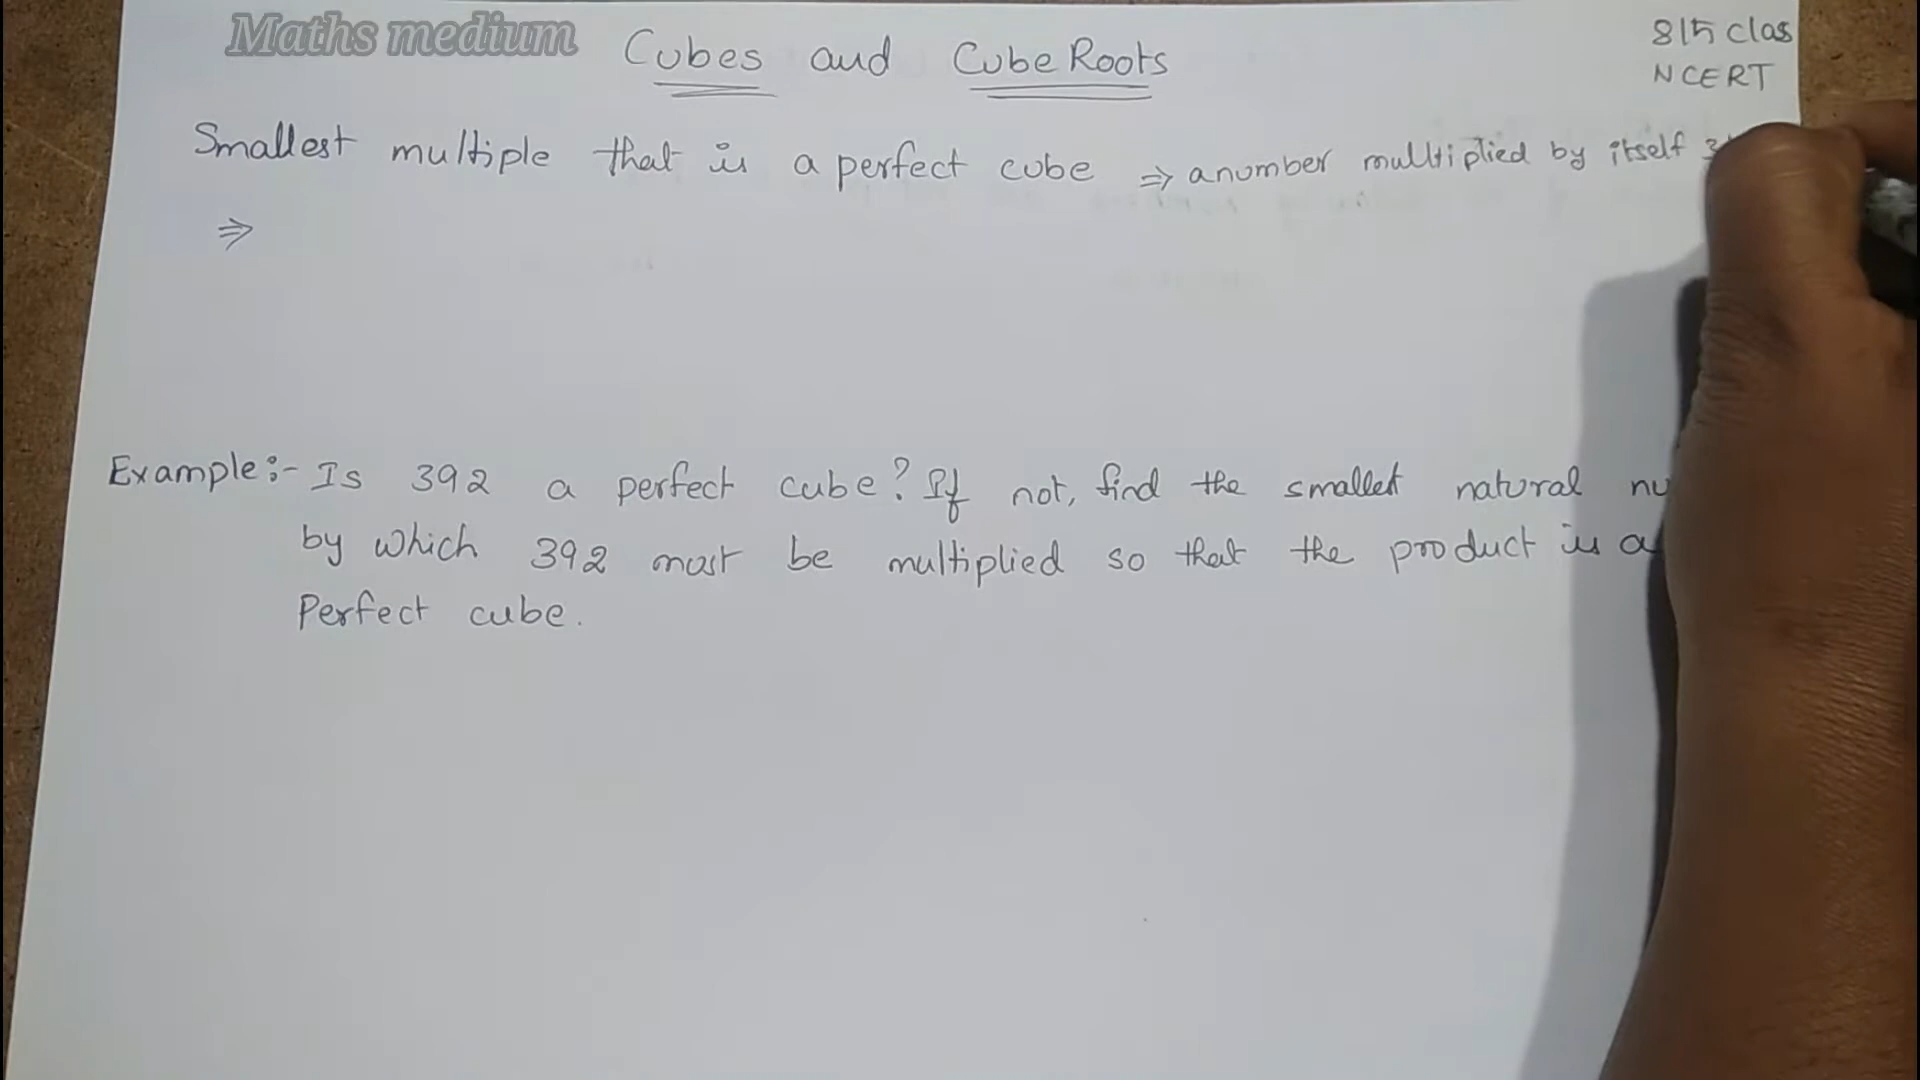 Maths medium
Cubes and Cube Roots
8th clas
NCERT
Smallest multiple that is a perfect cube ⇒ a number multiplied by itself
⇒
Example:- Is 392 a perfect cube? If not, find the smallest natural nu
by which 392 must be multiplied so that the product is a
Perfect cube.